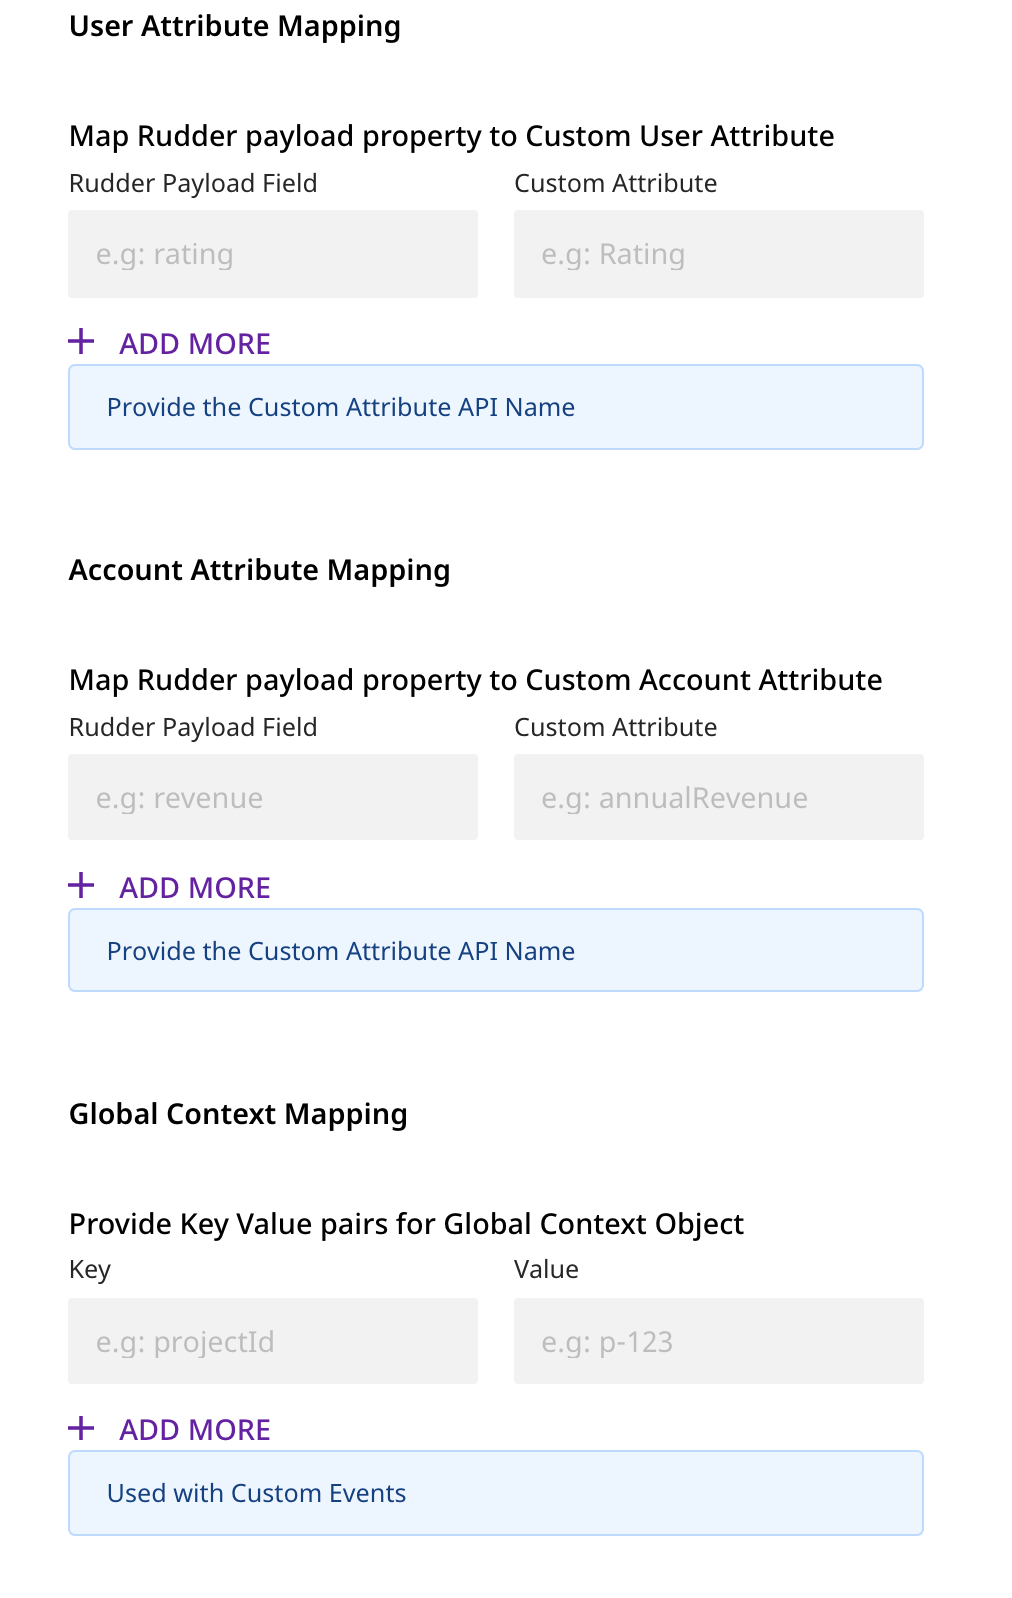 User Attribute Mapping
Map Rudder payload property to Custom User Attribute
Rudder Payload Field
Custom Attribute
e.g: rating
e.g: Rating
ADD MORE
Provide the Custom Attribute API Name
Account Attribute Mapping
Map Rudder payload property to Custom Account Attribute
Rudder Payload Field
Custom Attribute
e.g: revenue
e.g: annualRevenue
ADD MORE
Provide the Custom Attribute API Name
Global Context Mapping
Provide Key Value pairs for Global Context Object
Key
Value
e.g: projectId
e.g: p-123
ADD MORE
Used with Custom Events